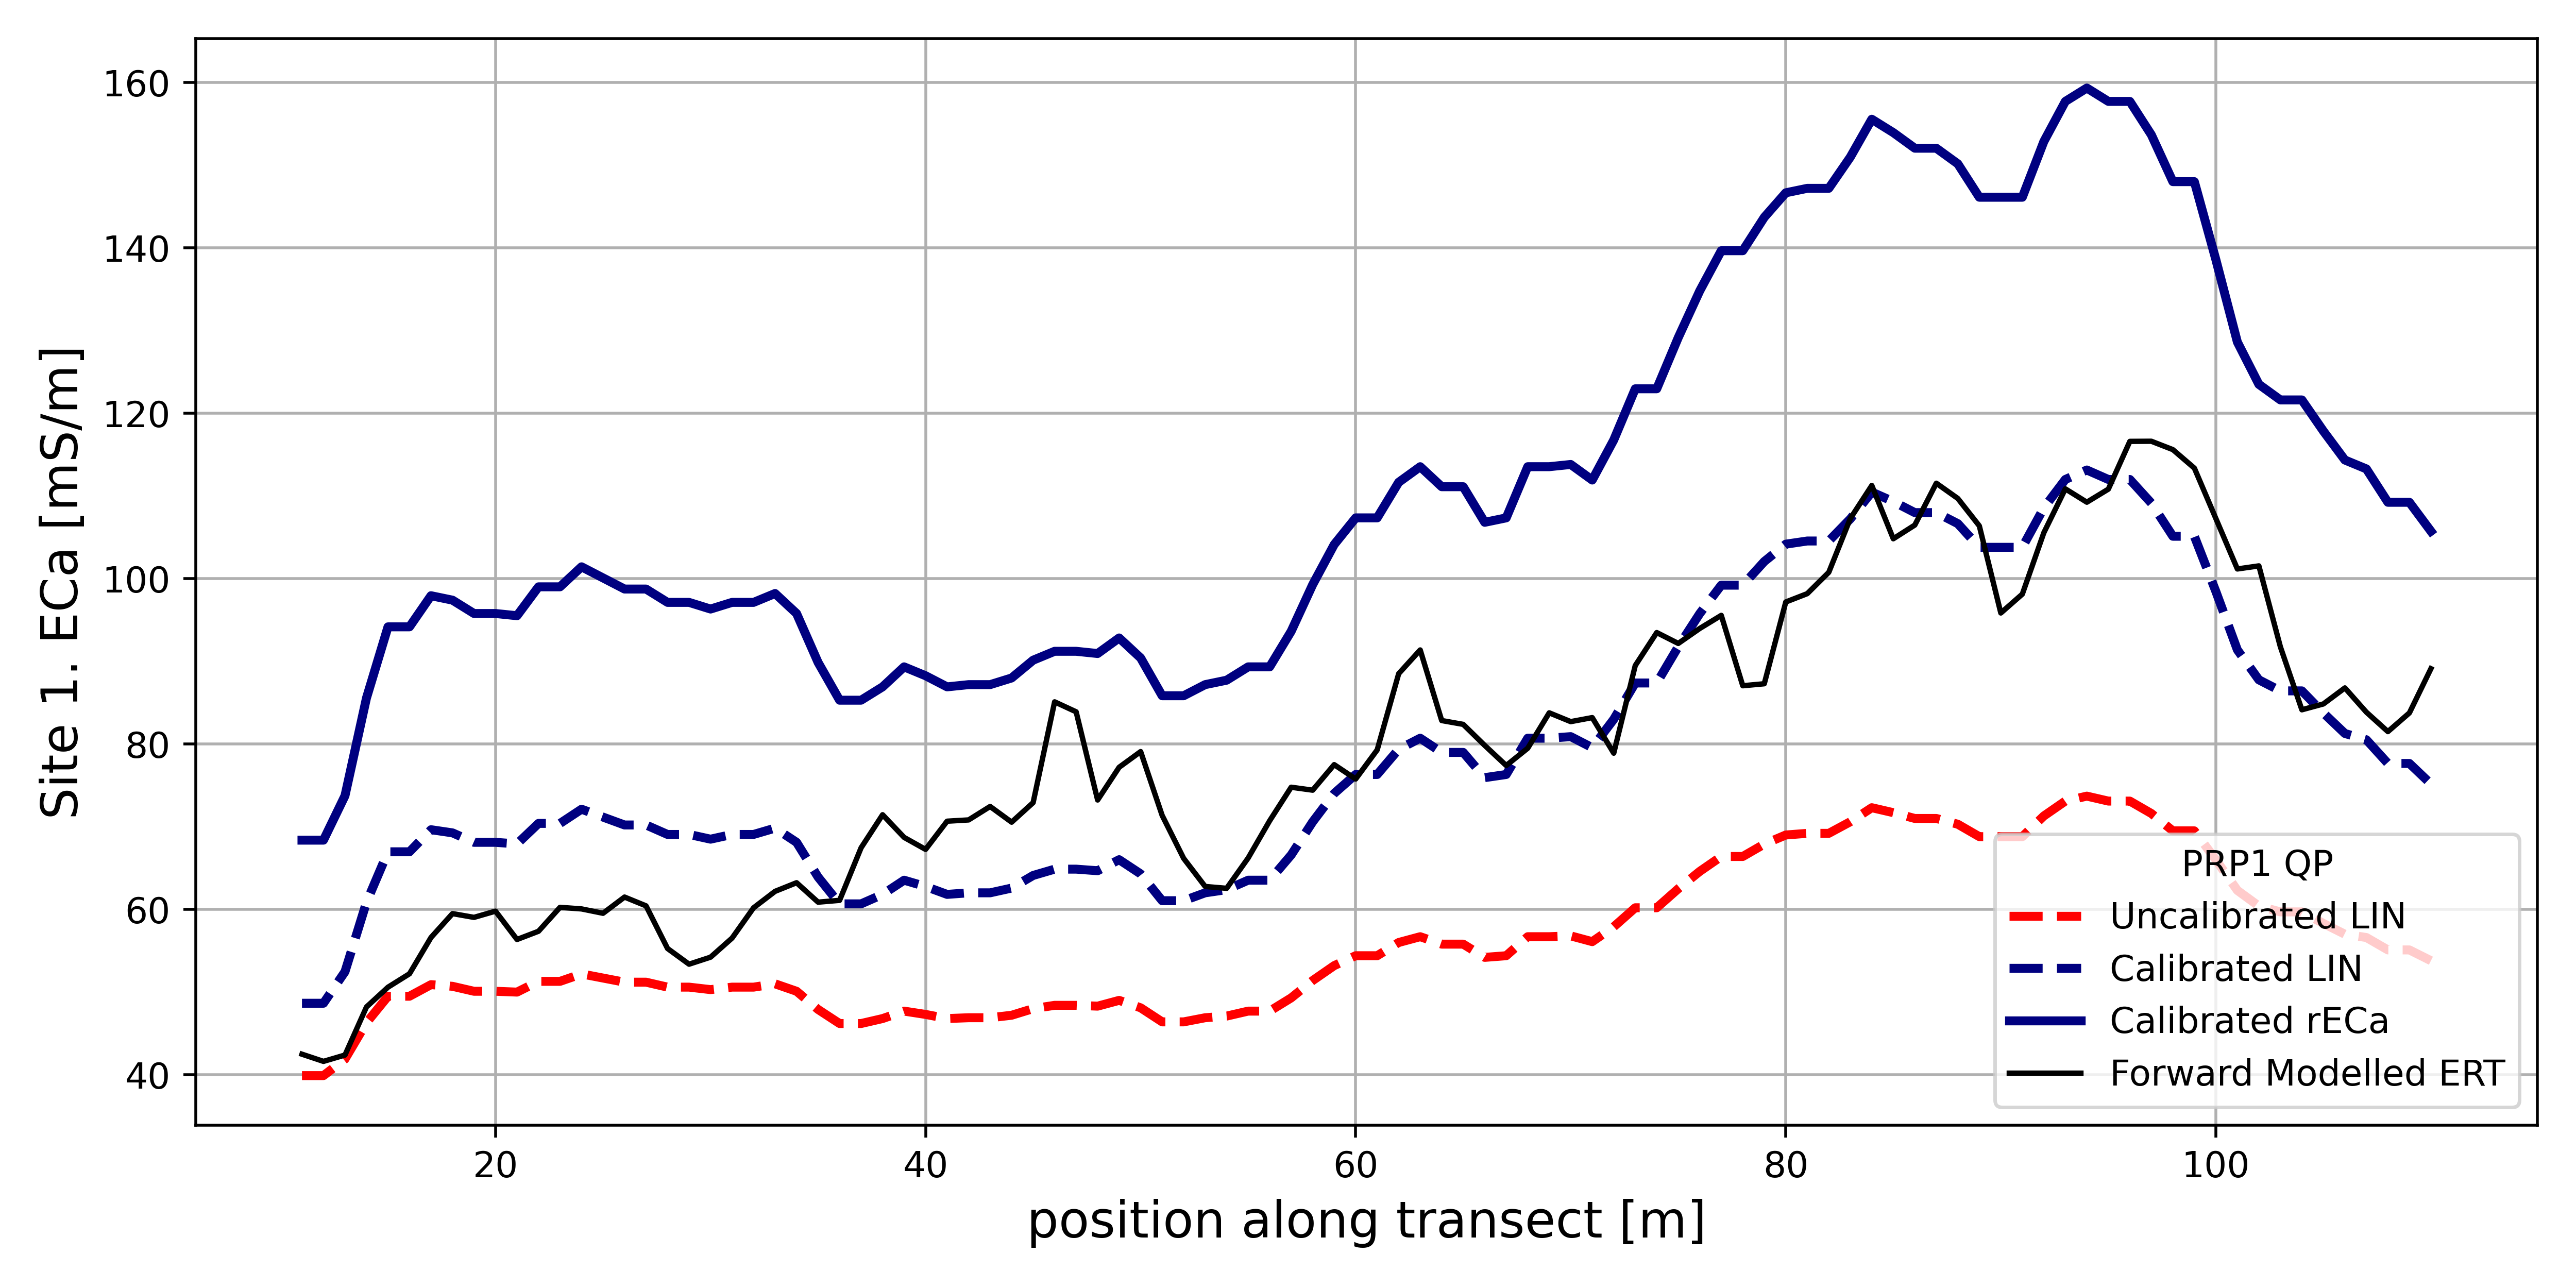 Site 1. ECa [mS/m]
160
140
120
100
80
60
40
20
40
60
80
100
position along transect [m]
PRP1 QP
Uncalibrated LIN
Calibrated LIN
Calibrated rECa
Forward Modelled ERT